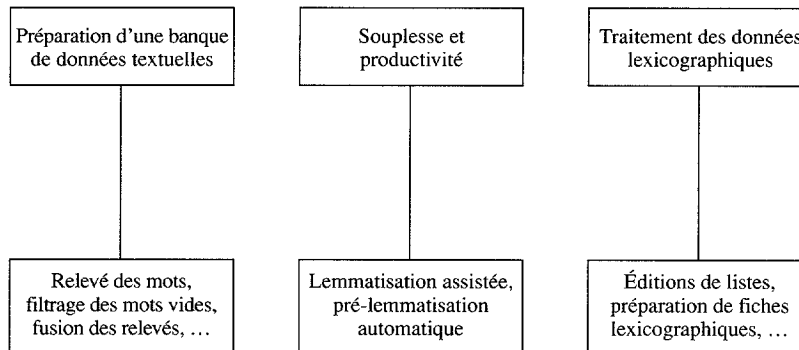 Préparation d'une banque
de données textuelles
Souplesse et
productivité
Traitement des données
lexicographiques
Relevé des mots,
filtrage des mots vides,
fusion des relevés, …
Lemmatisation assistée,
pré-lemmatisation
automatique
Éditions de listes,
préparation de fiches
lexicographiques, …